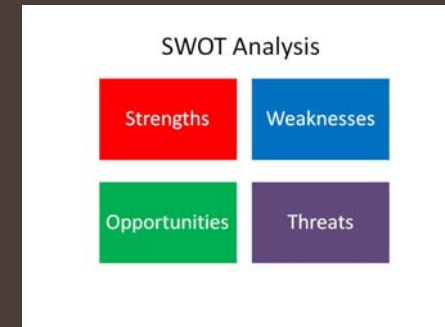 SWOT Analysis
Strengths
Weaknesses
Opportunities
Threats